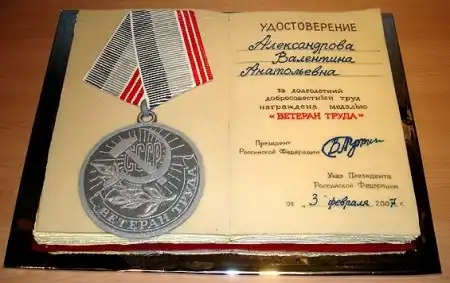 СССР
ВЕТЕРАН ТРУДА
УДОСТОВЕРЕНИЕ
Александрова
Валентина
Анатольевна
за долголетний
добросовестный труд
награждена медалью
"ВЕТЕРАН ТРУДА"
Президент
Российской Федерации
В.Путин
Указ Президента
Российской Федерации
от „ 3 " февраля 2007 г.